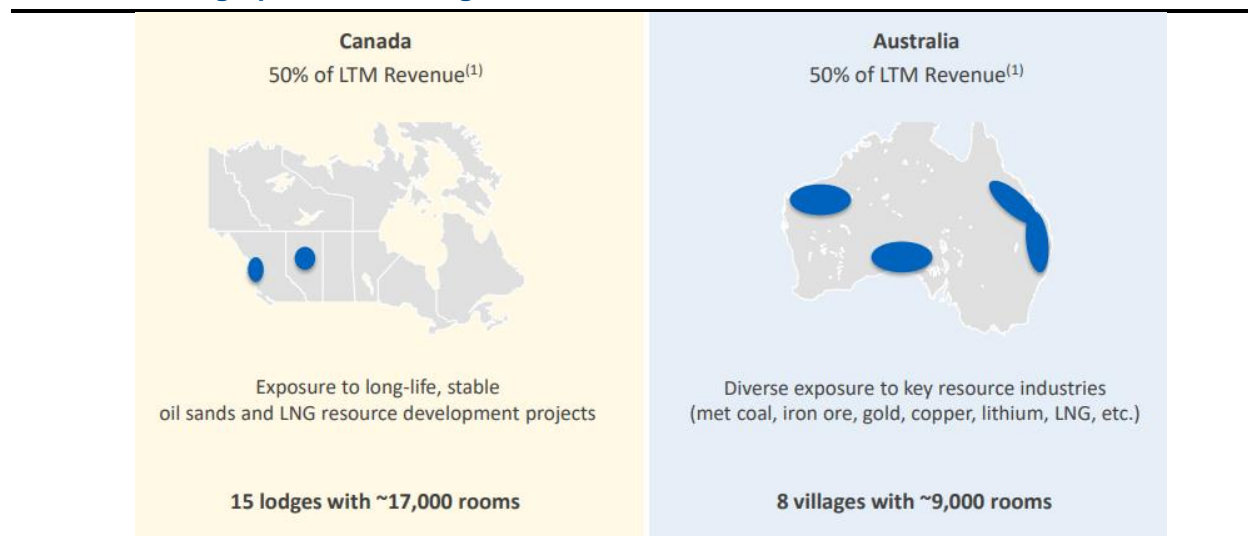 Canada
50% of LTM Revenue(1)
Exposure to long-life, stable
oil sands and LNG resource development projects
15 lodges with ~17,000 rooms
Australia
50% of LTM Revenue(1)
Diverse exposure to key resource industries
(met coal, iron ore, gold, copper, lithium, LNG, etc.)
8 villages with ~9,000 rooms